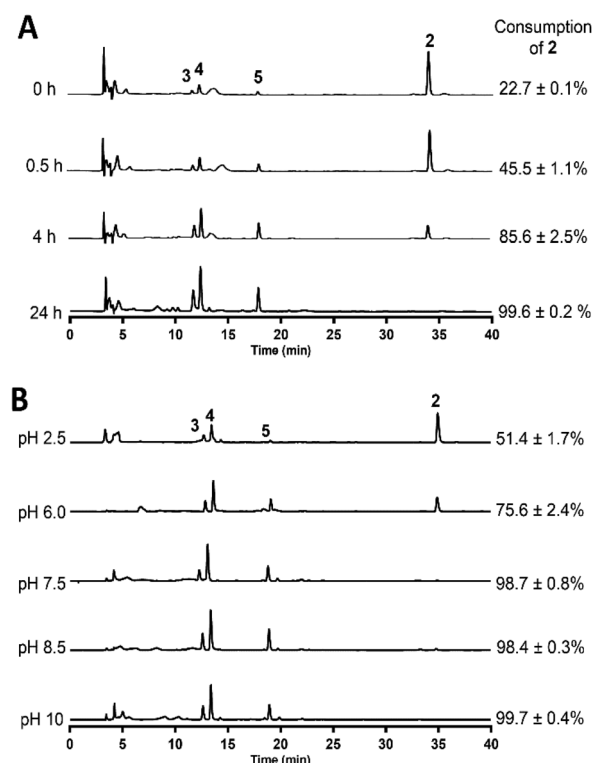 A
Consumption
of 2
3 4 5 2
0 h 22.7 ± 0.1%
0.5 h 45.5 ± 1.1%
4 h 85.6 ± 2.5%
24 h 99.6 ± 0.2 %
0 5 10 15 20 25 30 35 40
Time (min)
B
3 4 5 2
pH 2.5 51.4 ± 1.7%
pH 6.0 75.6 ± 2.4%
pH 7.5 98.7 ± 0.8%
pH 8.5 98.4 ± 0.3%
pH 10 99.7 ± 0.4%
0 5 10 15 20 25 30 35 40
Time (min)